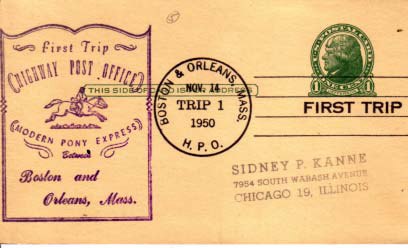 First Trip
HIGHWAY POST OFFICE
THIS SIDE OF CARD IS FOR ADDRESS
MODERN PONY EXPRESS
Between
Boston and
Orleans, Mass.
BOSTON & ORLEANS, MASS.
NOV. 14
TRIP 1
1950
H. P. O.
1 1
FIRST TRIP
SIDNEY P. KANNE
7954 SOUTH WABASH AVENUE
CHICAGO 19, ILLINOIS